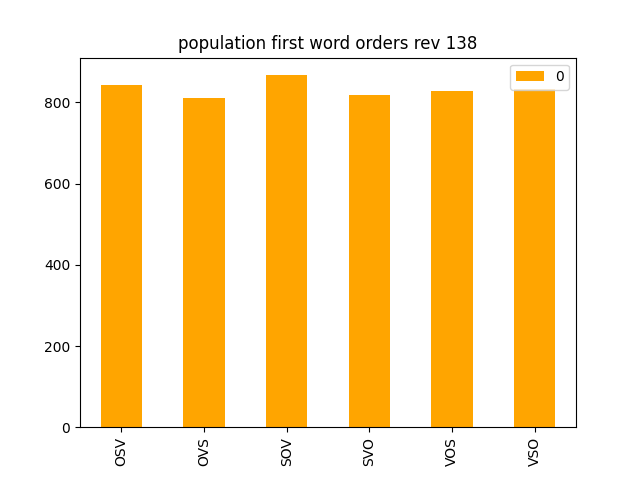 population first word orders rev 138
0
800
600
400
200
0
OSV
OVS
SOV
SVO
VOS
VSO